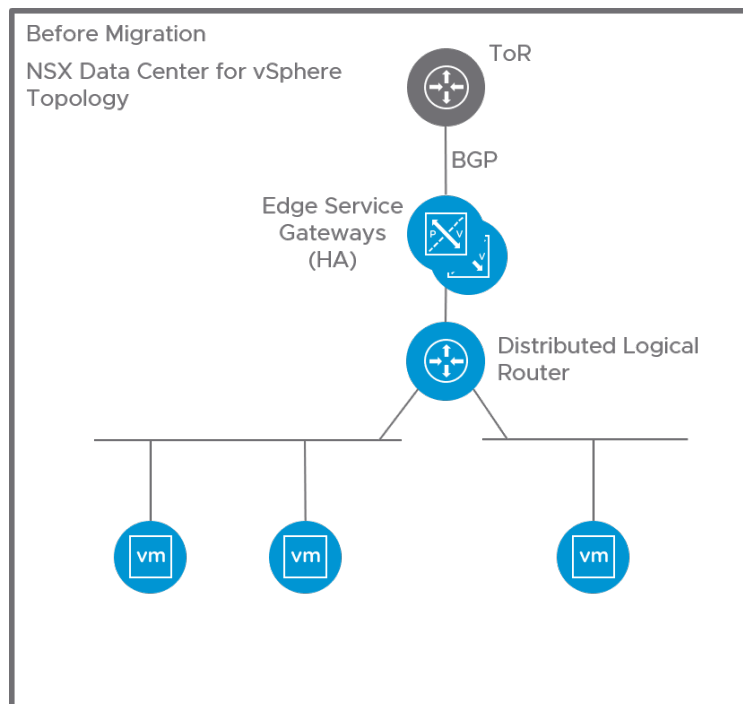 Before Migration
NSX Data Center for vSphere
Topology
ToR
BGP
Edge Service
Gateways
(HA)
P
V
V
Distributed Logical
Router
vm
vm
vm